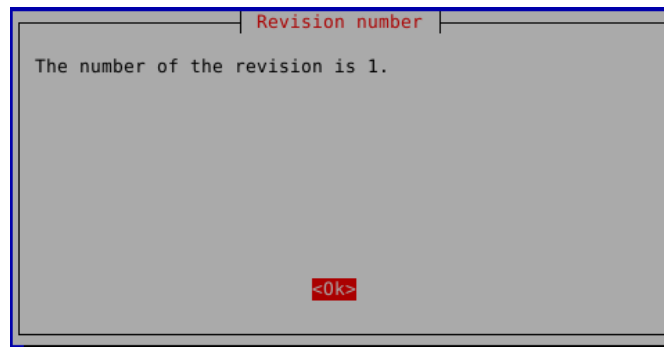 Revision number
The number of the revision is 1.
<Ok>